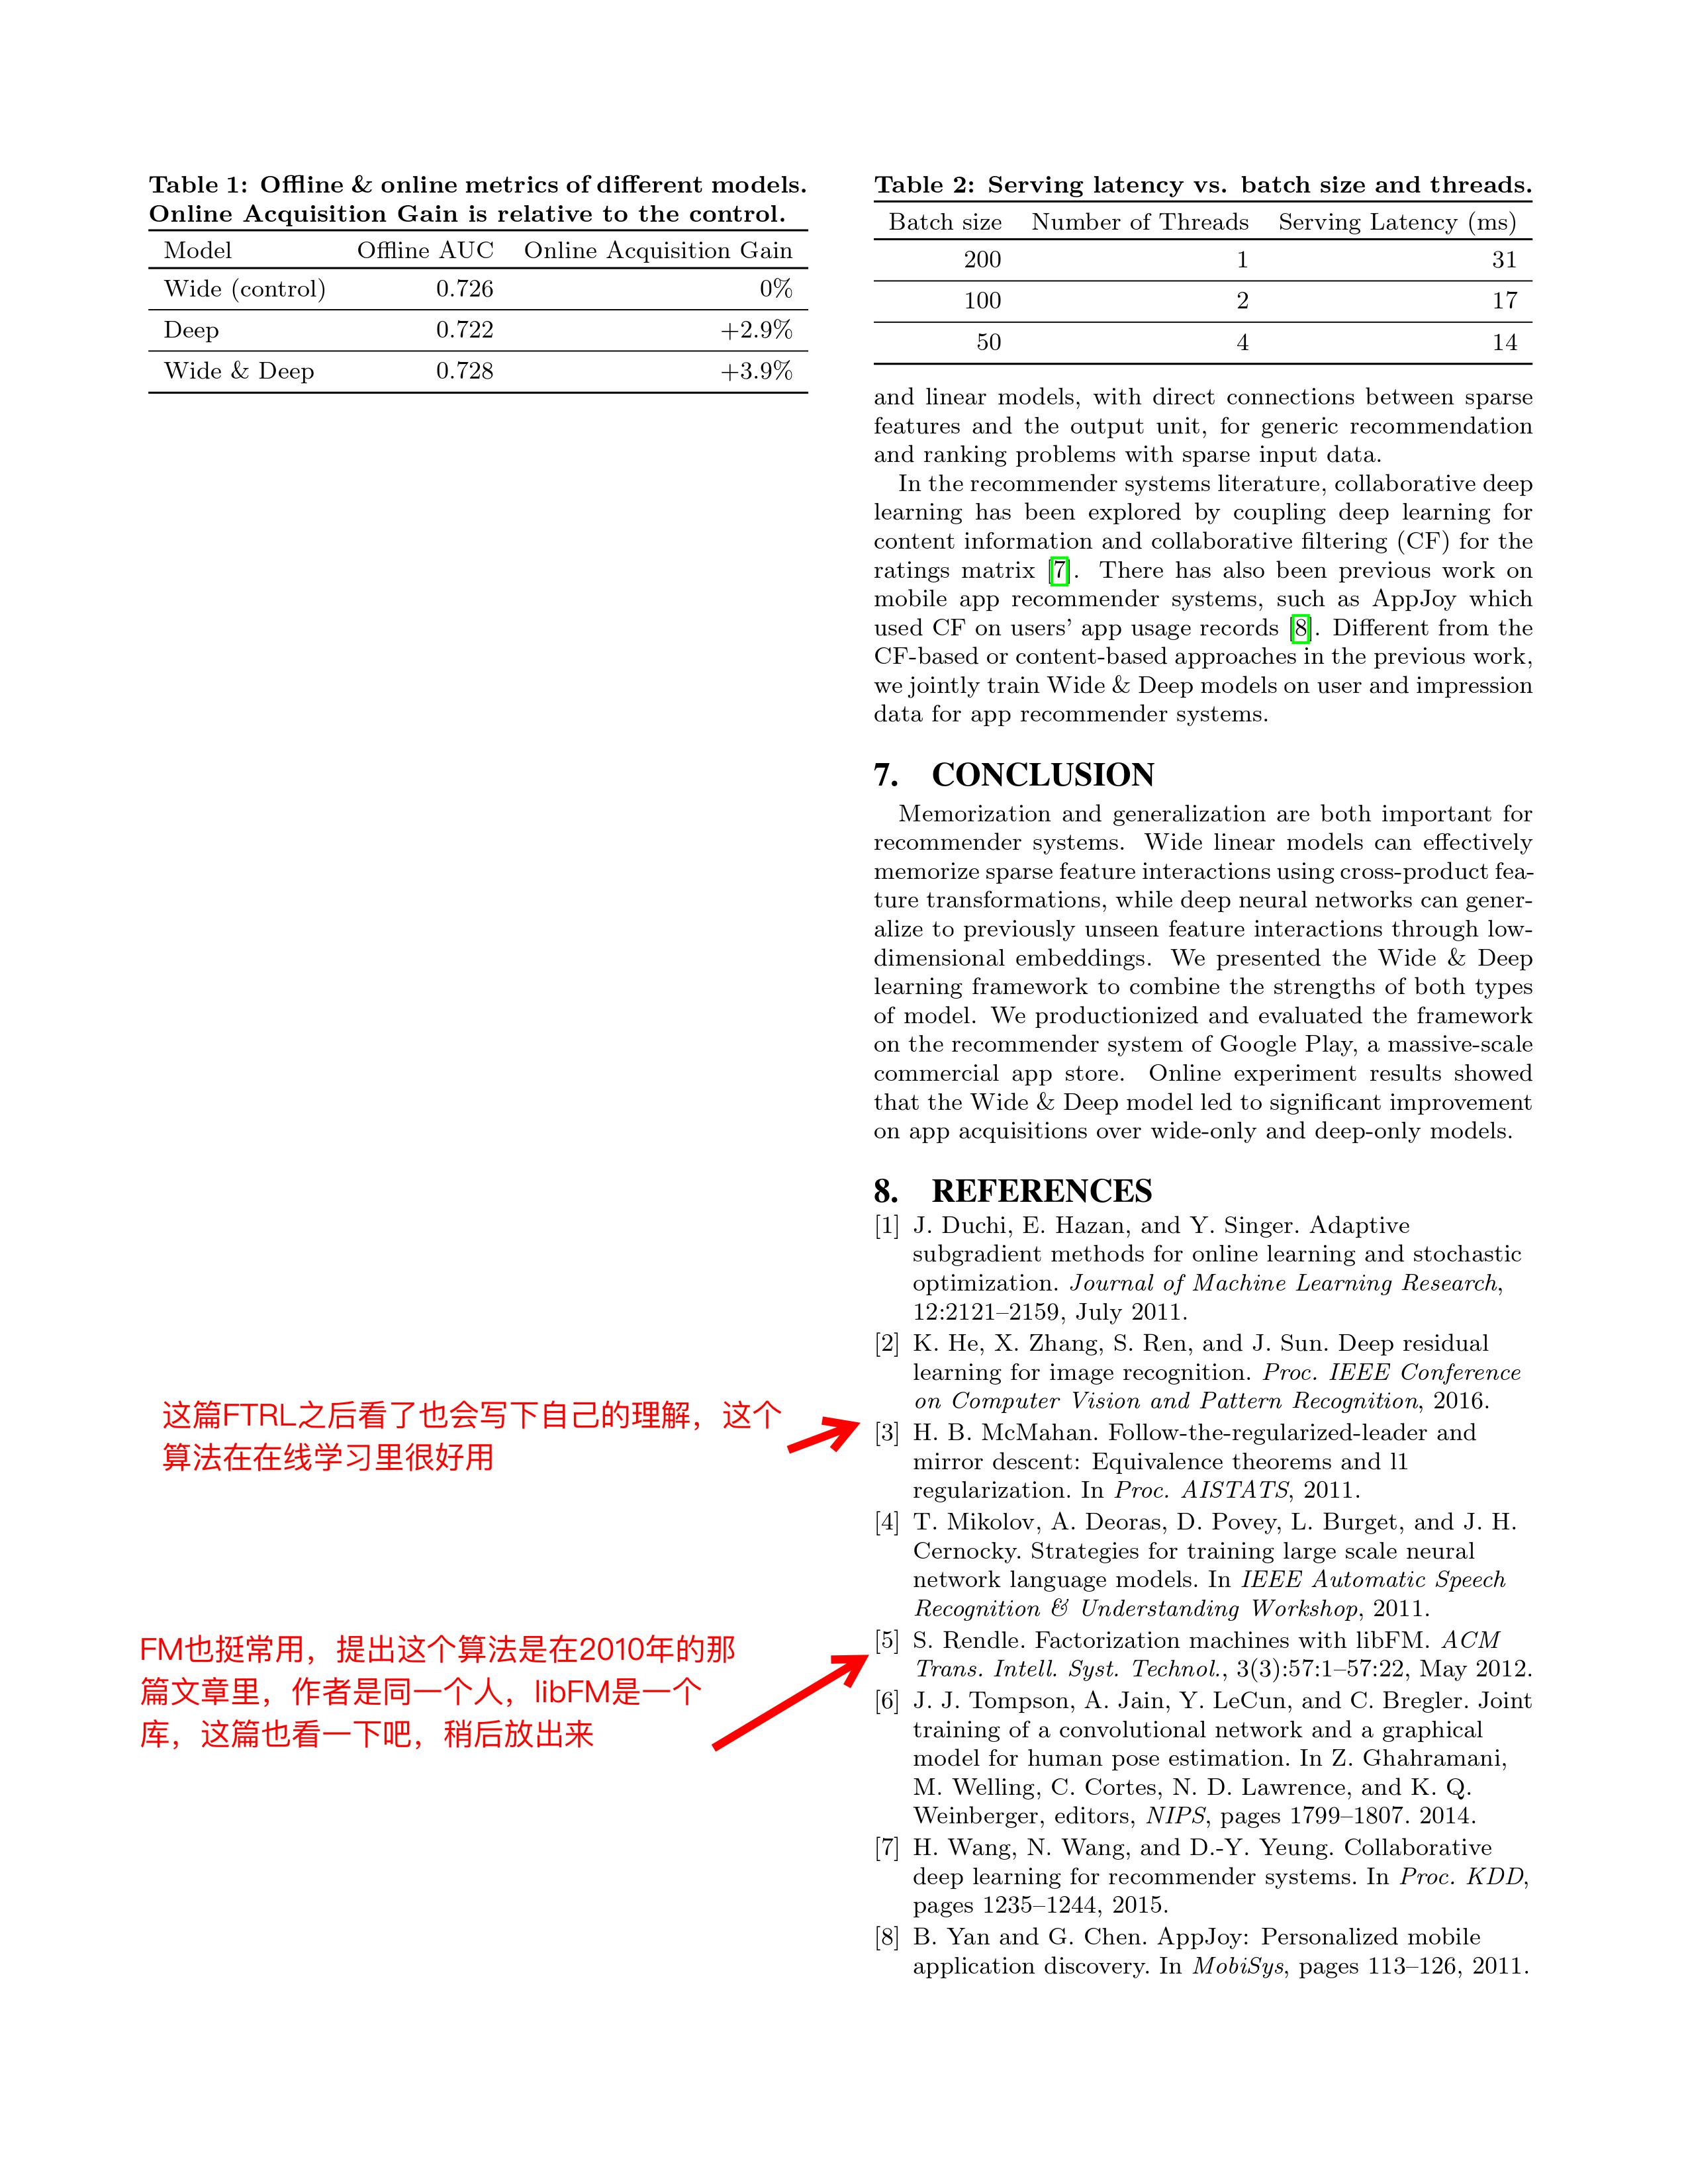 Table 1: Offline & online metrics of different models.
Online Acquisition Gain is relative to the control.
Model Offline AUC Online Acquisition Gain
Wide (control) 0.726 0%
Deep 0.722 +2.9%
Wide & Deep 0.728 +3.9%
这篇FTRL之后看了也会写下自己的理解，这个
算法在在线学习里很好用
FM也挺常用，提出这个算法是在2010年的那
篇文章里，作者是同一个人，libFM是一个
库，这篇也看一下吧，稍后放出来
Table 2: Serving latency vs. batch size and threads.
Batch size Number of Threads Serving Latency (ms)
200 1 31
100 2 17
50 4 14
and linear models, with direct connections between sparse
features and the output unit, for generic recommendation
and ranking problems with sparse input data.
In the recommender systems literature, collaborative deep
learning has been explored by coupling deep learning for
content information and collaborative filtering (CF) for the
ratings matrix [7]. There has also been previous work on
mobile app recommender systems, such as AppJoy which
used CF on users' app usage records [8]. Different from the
CF-based or content-based approaches in the previous work,
we jointly train Wide & Deep models on user and impression
data for app recommender systems.
7. CONCLUSION
Memorization and generalization are both important for
recommender systems. Wide linear models can effectively
memorize sparse feature interactions using cross-product fea-
ture transformations, while deep neural networks can gener-
alize to previously unseen feature interactions through low-
dimensional embeddings. We presented the Wide & Deep
learning framework to combine the strengths of both types
of model. We productionized and evaluated the framework
on the recommender system of Google Play, a massive-scale
commercial app store. Online experiment results showed
that the Wide & Deep model led to significant improvement
on app acquisitions over wide-only and deep-only models.
8. REFERENCES
[1] J. Duchi, E. Hazan, and Y. Singer. Adaptive
subgradient methods for online learning and stochastic
optimization. Journal of Machine Learning Research,
12:2121–2159, July 2011.
[2] K. He, X. Zhang, S. Ren, and J. Sun. Deep residual
learning for image recognition. Proc. IEEE Conference
on Computer Vision and Pattern Recognition, 2016.
[3] H. B. McMahan. Follow-the-regularized-leader and
mirror descent: Equivalence theorems and l1
regularization. In Proc. AISTATS, 2011.
[4] T. Mikolov, A. Deoras, D. Povey, L. Burget, and J. H.
Cernocky. Strategies for training large scale neural
network language models. In IEEE Automatic Speech
Recognition & Understanding Workshop, 2011.
[5] S. Rendle. Factorization machines with libFM. ACM
Trans. Intell. Syst. Technol., 3(3):57:1–57:22, May 2012.
[6] J. J. Tompson, A. Jain, Y. LeCun, and C. Bregler. Joint
training of a convolutional network and a graphical
model for human pose estimation. In Z. Ghahramani,
M. Welling, C. Cortes, N. D. Lawrence, and K. Q.
Weinberger, editors, NIPS, pages 1799–1807. 2014.
[7] H. Wang, N. Wang, and D.-Y. Yeung. Collaborative
deep learning for recommender systems. In Proc. KDD,
pages 1235–1244, 2015.
[8] B. Yan and G. Chen. AppJoy: Personalized mobile
application discovery. In MobiSys, pages 113–126, 2011.